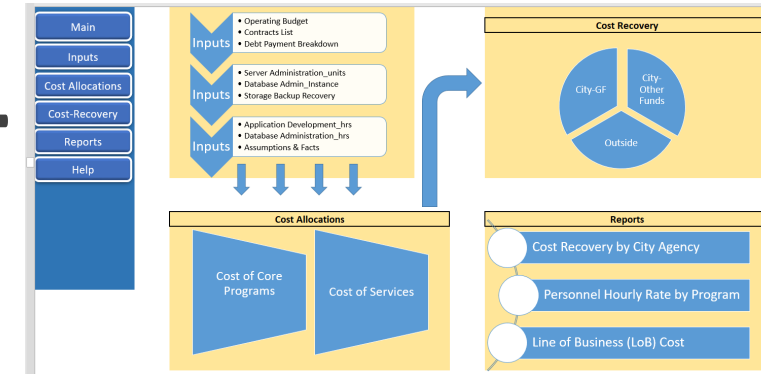 Main
Inputs
Cost Allocations
Cost-Recovery
Reports
Help
Inputs
• Operating Budget
• Contracts List
• Debt Payment Breakdown
Inputs
• Server Administration_units
• Database Admin_Instance
• Storage Backup Recovery
Inputs
• Application Development_hrs
• Database Administration_hrs
• Assumptions & Facts
Cost Recovery
City-GF
City-
Other
Funds
Outside
Cost Allocations
Cost of Core
Programs
Cost of Services
Reports
Cost Recovery by City Agency
Personnel Hourly Rate by Program
Line of Business (LoB) Cost